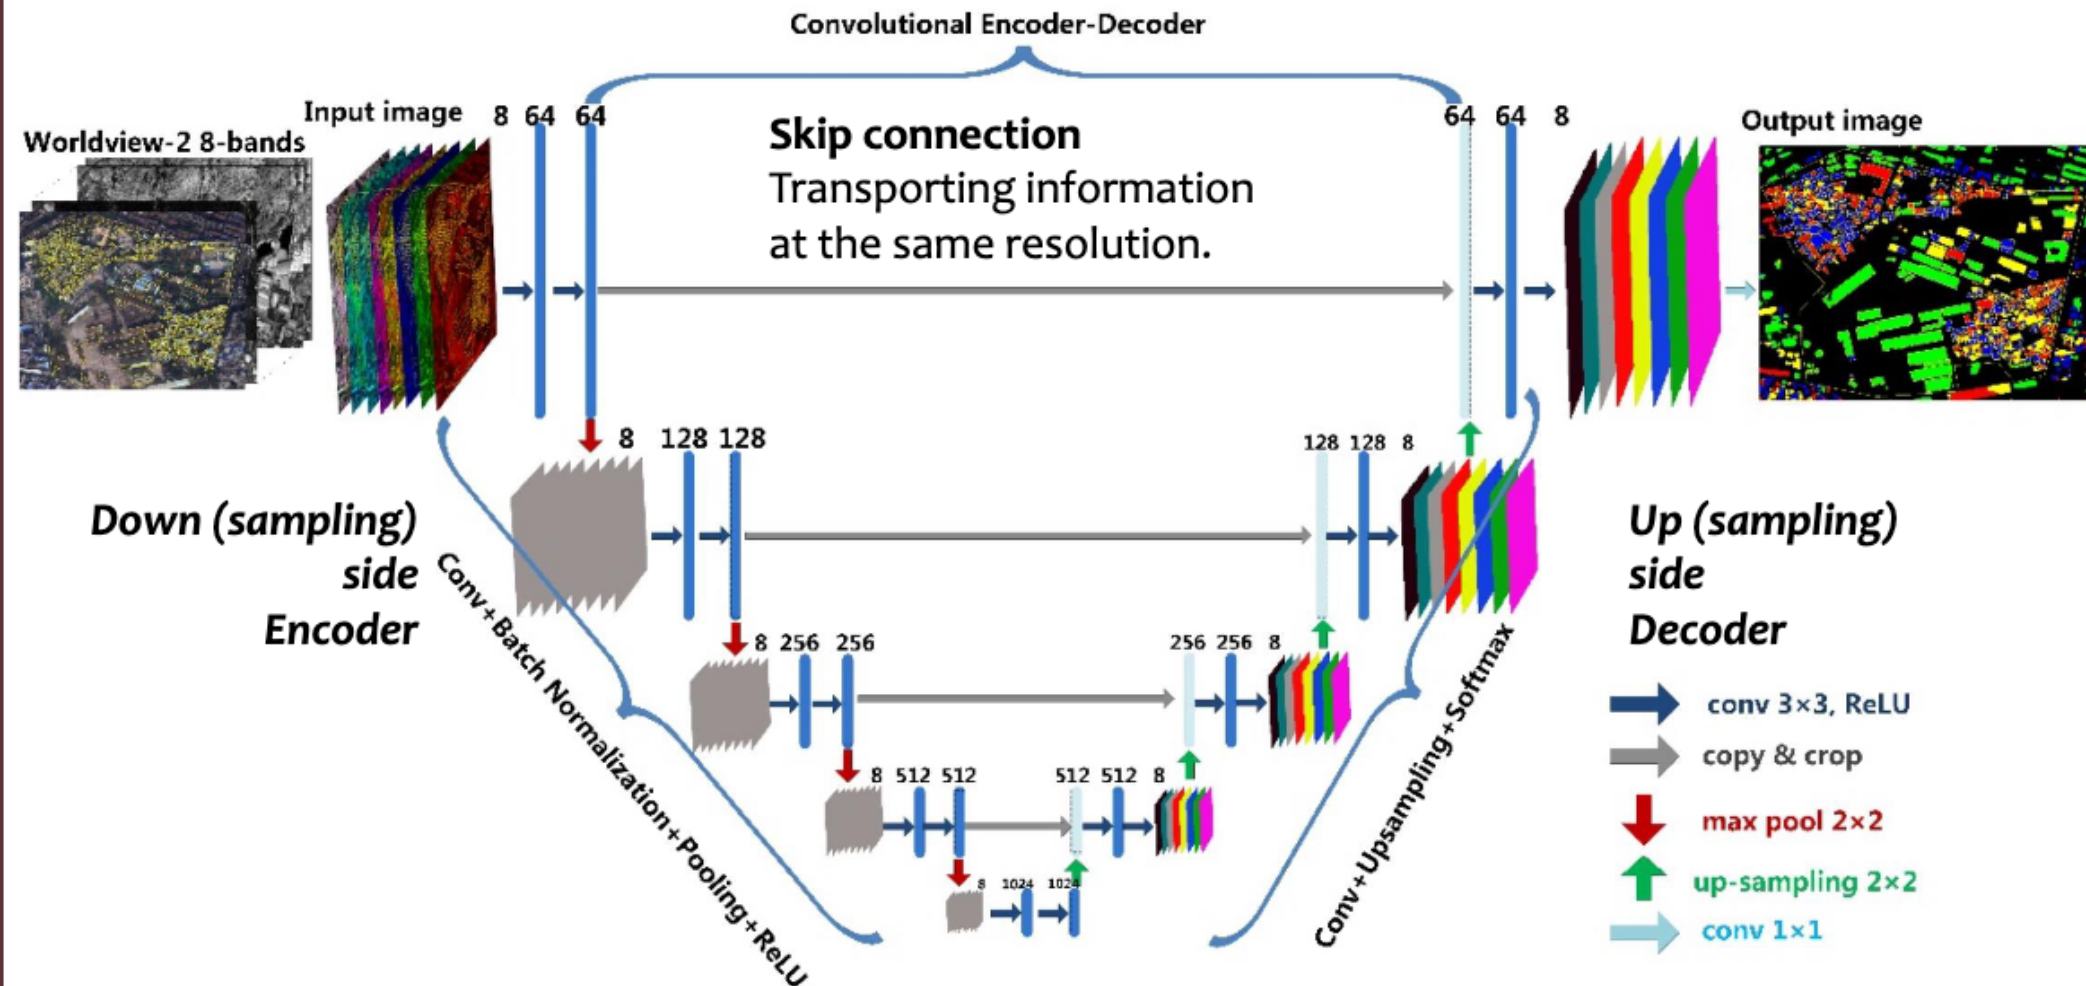 Convolutional Encoder-Decoder
Input image
8 64 64
64 64 8
Output image
Worldview-2 8-bands
Skip connection
Transporting information
at the same resolution.
8 128 128
128 128 8
Down (sampling)
side
Encoder
Up (sampling)
side
Decoder
Conv+Batch Normalization+Pooling+ReLU
Conv+Upsampling+Softmax
8 256 256
256 256 8
8 512 512
512 512 8
8 1024 1024
conv 3×3, ReLU
copy & crop
max pool 2×2
up-sampling 2×2
conv 1×1